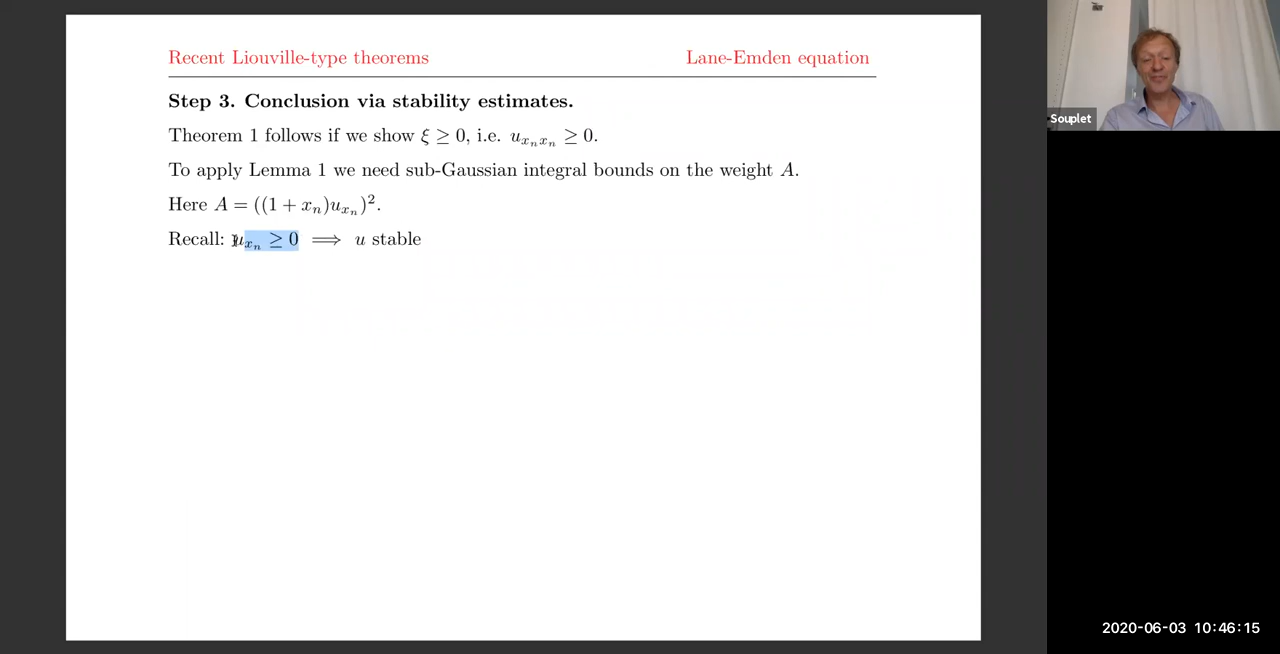 Recent Liouville-type theorems Lane-Emden equation
Step 3. Conclusion via stability estimates.
Theorem 1 follows if we show ξ ≥ 0, i.e. u_{x_n x_n} ≥ 0.
To apply Lemma 1 we need sub-Gaussian integral bounds on the weight A.
Here A = ((1 + x_n)u_{x_n})^2.
Recall: u_{x_n} ≥ 0 ⟹ u stable
Souplet
2020-06-03 10:46:15